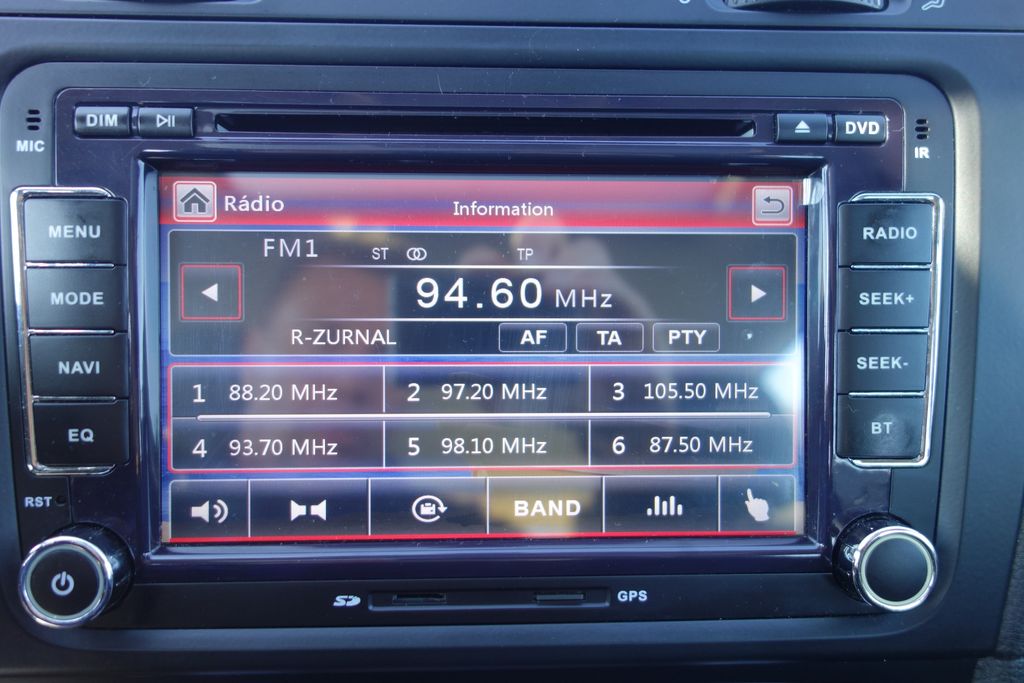 DIM
DVD
MIC
IR
Rádio
Information
MENU
RADIO
FM1 ST TP
MODE
94.60 MHz
SEEK+
R-ZURNAL AF TA PTY
NAVI
SEEK-
1 88.20 MHz 2 97.20 MHz 3 105.50 MHz
EQ
BT
4 93.70 MHz 5 98.10 MHz 6 87.50 MHz
RST
BAND
SD
GPS